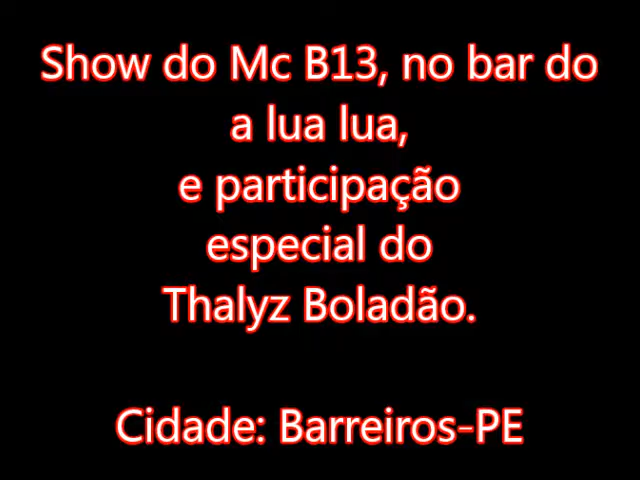 Show do Mc B13, no bar do
a lua lua,
e participação
especial do
Thalyz Boladão.
Cidade: Barreiros-PE